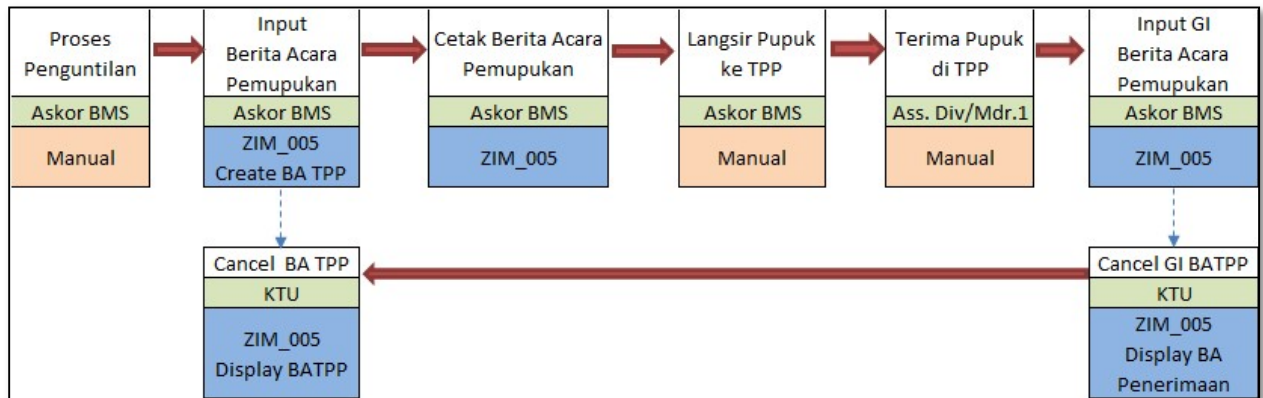 Proses
Penguntilan
Askor BMS
Manual
Input
Berita Acara
Pemupukan
Askor BMS
ZIM_005
Create BA TPP
Cetak Berita Acara
Pemupukan
Askor BMS
ZIM_005
Langsir Pupuk
ke TPP
Askor BMS
Manual
Terima Pupuk
di TPP
Ass. Div/Mdr.1
Manual
Input GI
Berita Acara
Pemupukan
Askor BMS
ZIM_005
Cancel BA TPP
KTU
ZIM_005
Display BATPP
Cancel GI BATPP
KTU
ZIM_005
Display BA
Penerimaan